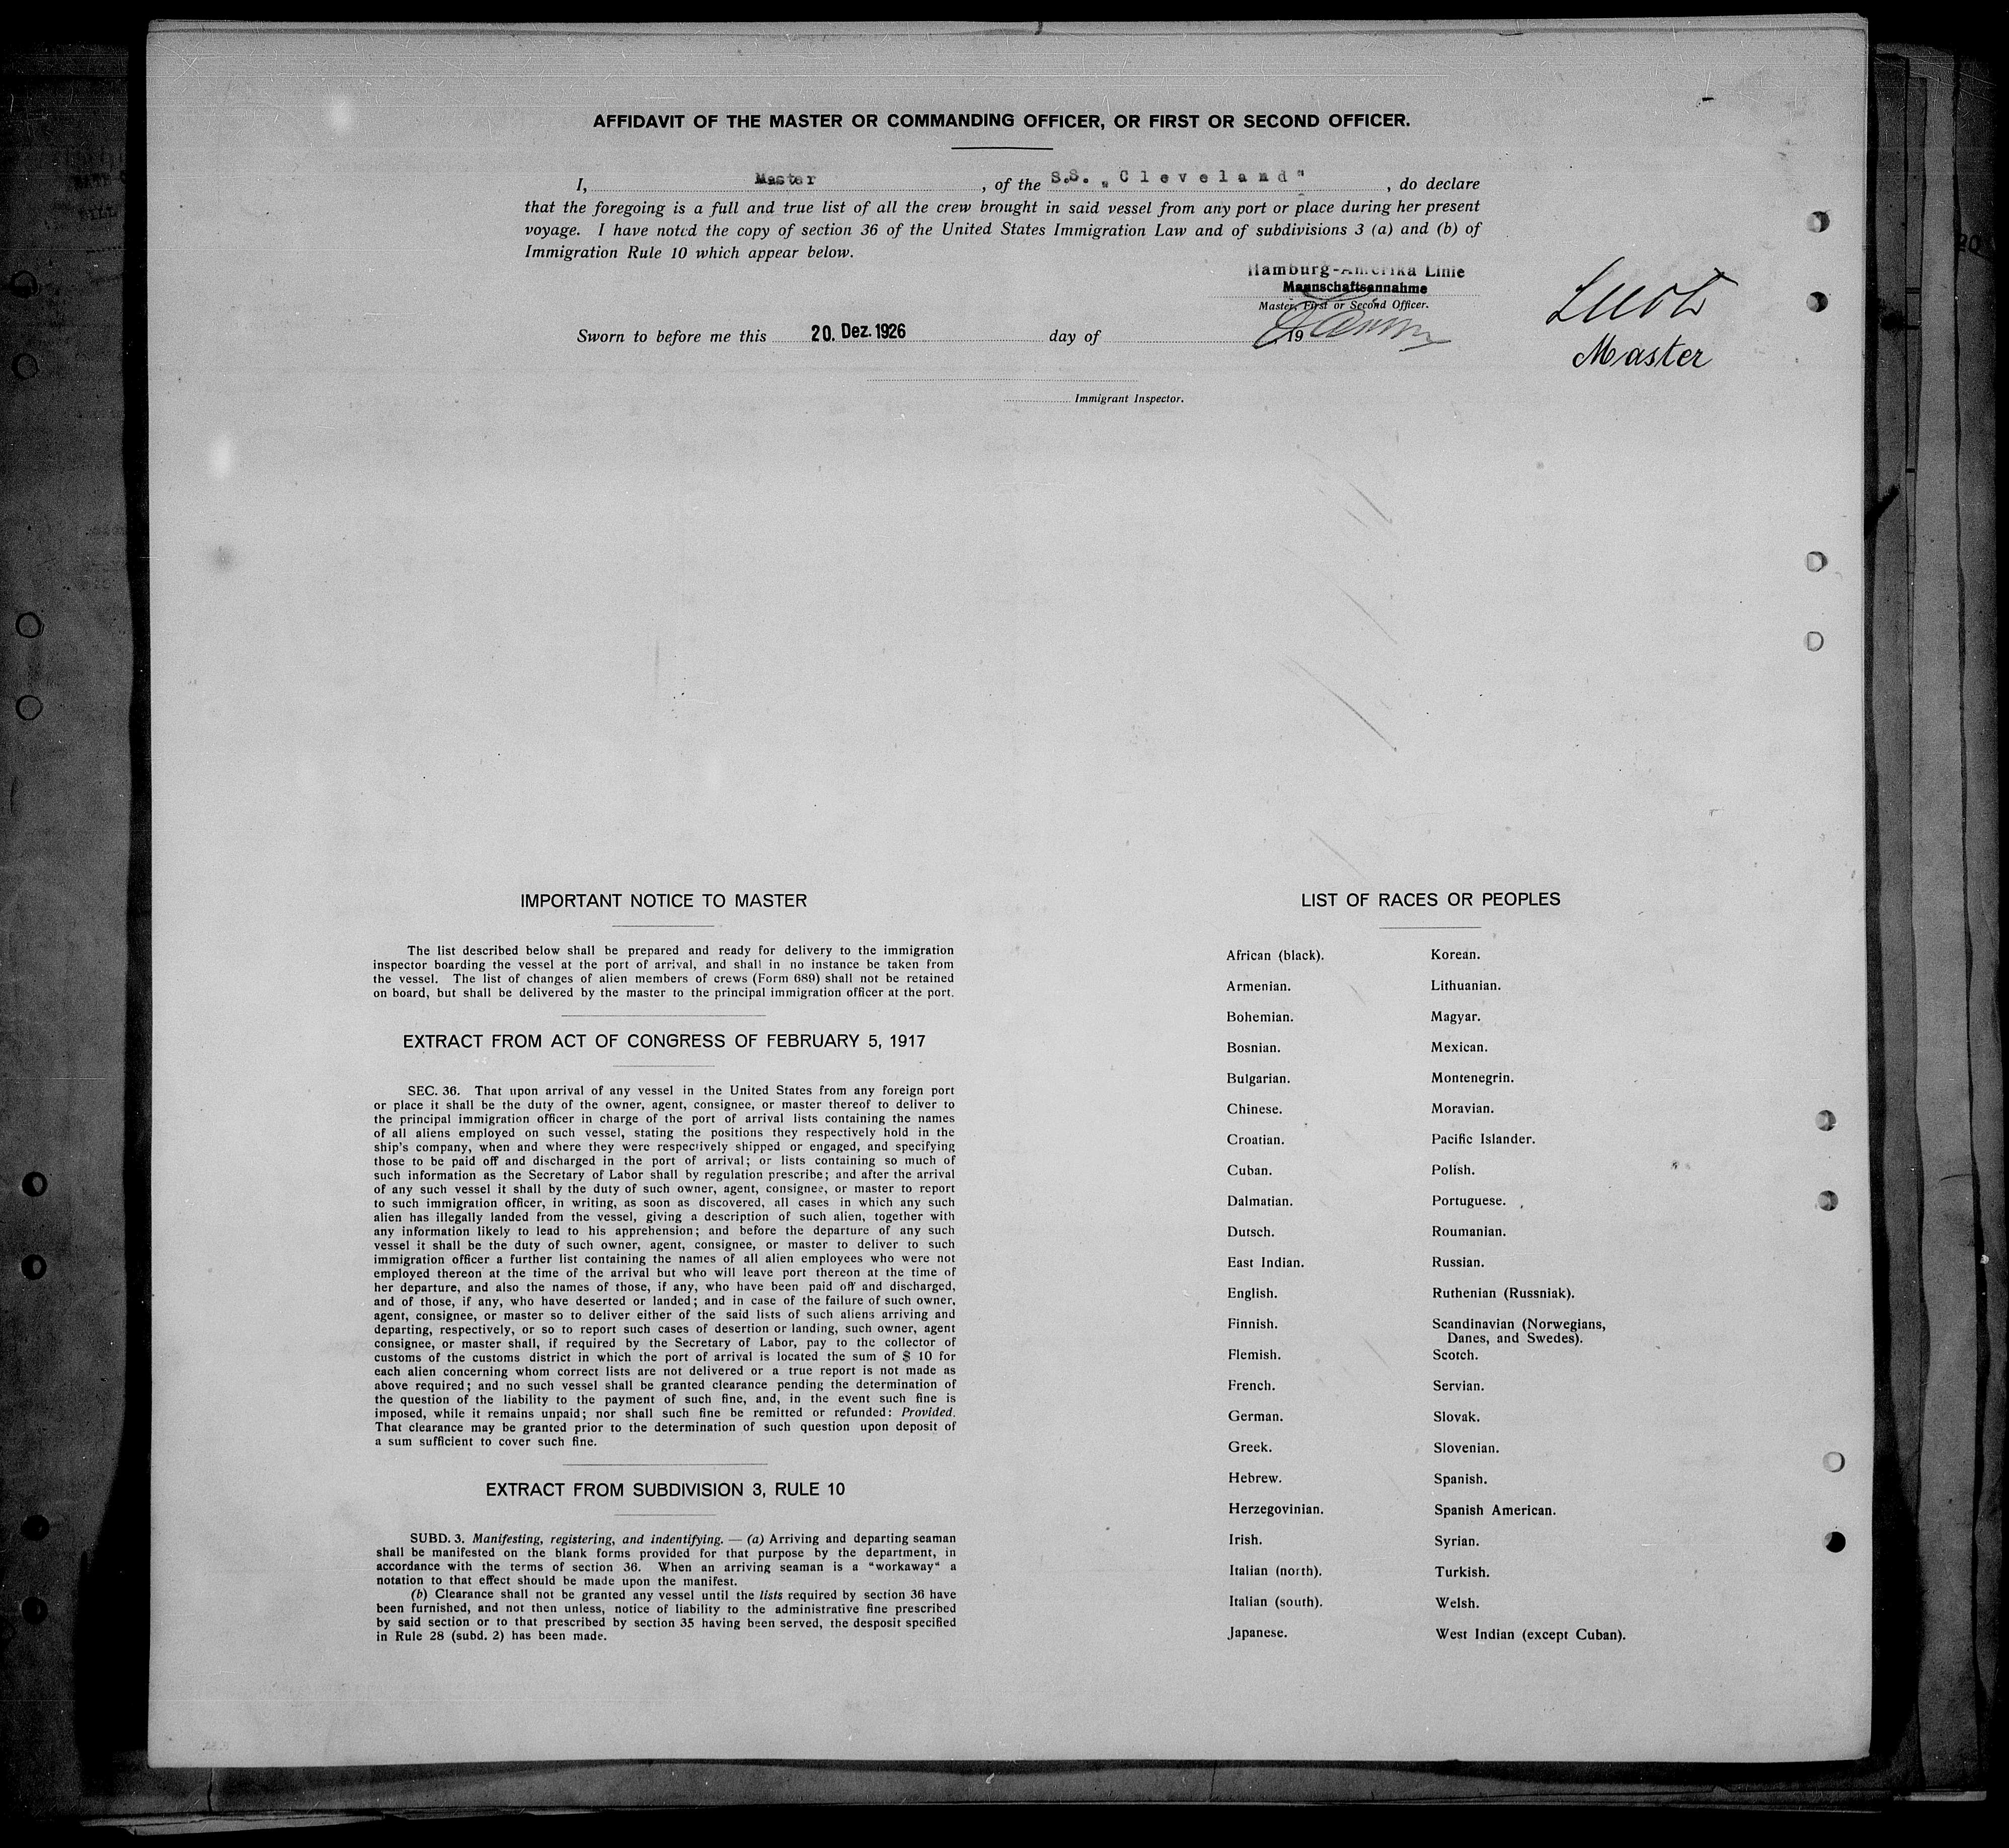 AFFIDAVIT OF THE MASTER OR COMMANDING OFFICER, OR FIRST OR SECOND OFFICER.
I, Master, of the S.S. „Cleveland", do declare
that the foregoing is a full and true list of all the crew brought in said vessel from any port or place during her present
voyage. I have noted the copy of section 36 of the United States Immigration Law and of subdivisions 3 (a) and (b) of
Immigration Rule 10 which appear below.
Hamburg-Amerika Linie
Mannschaftsannahme
Master, First or Second Officer.
Sworn to before me this 20. Dez. 1926 day of 19
Master
Immigrant Inspector.
IMPORTANT NOTICE TO MASTER
The list described below shall be prepared and ready for delivery to the immigration
inspector boarding the vessel at the port of arrival, and shall in no instance be taken from
the vessel. The list of changes of alien members of crews (Form 689) shall not be retained
on board, but shall be delivered by the master to the principal immigration officer at the port.
EXTRACT FROM ACT OF CONGRESS OF FEBRUARY 5, 1917
SEC. 36. That upon arrival of any vessel in the United States from any foreign port
or place it shall be the duty of the owner, agent, consignee, or master thereof to deliver to
the principal immigration officer in charge of the port of arrival lists containing the names
of all aliens employed on such vessel, stating the positions they respectively hold in the
ship's company, when and where they were respectively shipped or engaged, and specifying
those to be paid off and discharged in the port of arrival; or lists containing so much of
such information as the Secretary of Labor shall by regulation prescribe; and after the arrival
of any such vessel it shall by the duty of such owner, agent, consignee, or master to report
to such immigration officer, in writing, as soon as discovered, all cases in which any such
alien has illegally landed from the vessel, giving a description of such alien, together with
any information likely to lead to his apprehension; and before the departure of any such
vessel it shall be the duty of such owner, agent, consignee, or master to deliver to such
immigration officer a further list containing the names of all alien employees who were not
employed thereon at the time of the arrival but who will leave port thereon at the time of
her departure, and also the names of those, if any, who have been paid off and discharged,
and of those, if any, who have deserted or landed; and in case of the failure of such owner,
agent, consignee, or master so to deliver either of the said lists of such aliens arriving and
departing, respectively, or so to report such cases of desertion or landing, such owner, agent
consignee, or master shall, if required by the Secretary of Labor, pay to the collector of
customs of the customs district in which the port of arrival is located the sum of $ 10 for
each alien concerning whom correct lists are not delivered or a true report is not made as
above required; and no such vessel shall be granted clearance pending the determination of
the question of the liability to the payment of such fine, and, in the event such fine is
imposed, while it remains unpaid; nor shall such fine be remitted or refunded: Provided.
That clearance may be granted prior to the determination of such question upon deposit of
a sum sufficient to cover such fine.
EXTRACT FROM SUBDIVISION 3, RULE 10
SUBD. 3. Manifesting, registering, and indentifying. — (a) Arriving and departing seaman
shall be manifested on the blank forms provided for that purpose by the department, in
accordance with the terms of section 36. When an arriving seaman is a "workaway" a
notation to that effect should be made upon the manifest.
(b) Clearance shall not be granted any vessel until the lists required by section 36 have
been furnished, and not then unless, notice of liability to the administrative fine prescribed
by said section or to that prescribed by section 35 having been served, the desposit specified
in Rule 28 (subd. 2) has been made.
LIST OF RACES OR PEOPLES
African (black).
Armenian.
Bohemian.
Bosnian.
Bulgarian.
Chinese.
Croatian.
Cuban.
Dalmatian.
Dutsch.
East Indian.
English.
Finnish.
Flemish.
French.
German.
Greek.
Hebrew.
Herzegovinian.
Irish.
Italian (north).
Italian (south).
Japanese.
Korean.
Lithuanian.
Magyar.
Mexican.
Montenegrin.
Moravian.
Pacific Islander.
Polish.
Portuguese.
Roumanian.
Russian.
Ruthenian (Russniak).
Scandinavian (Norwegians,
Danes, and Swedes).
Scotch.
Servian.
Slovak.
Slovenian.
Spanish.
Spanish American.
Syrian.
Turkish.
Welsh.
West Indian (except Cuban).